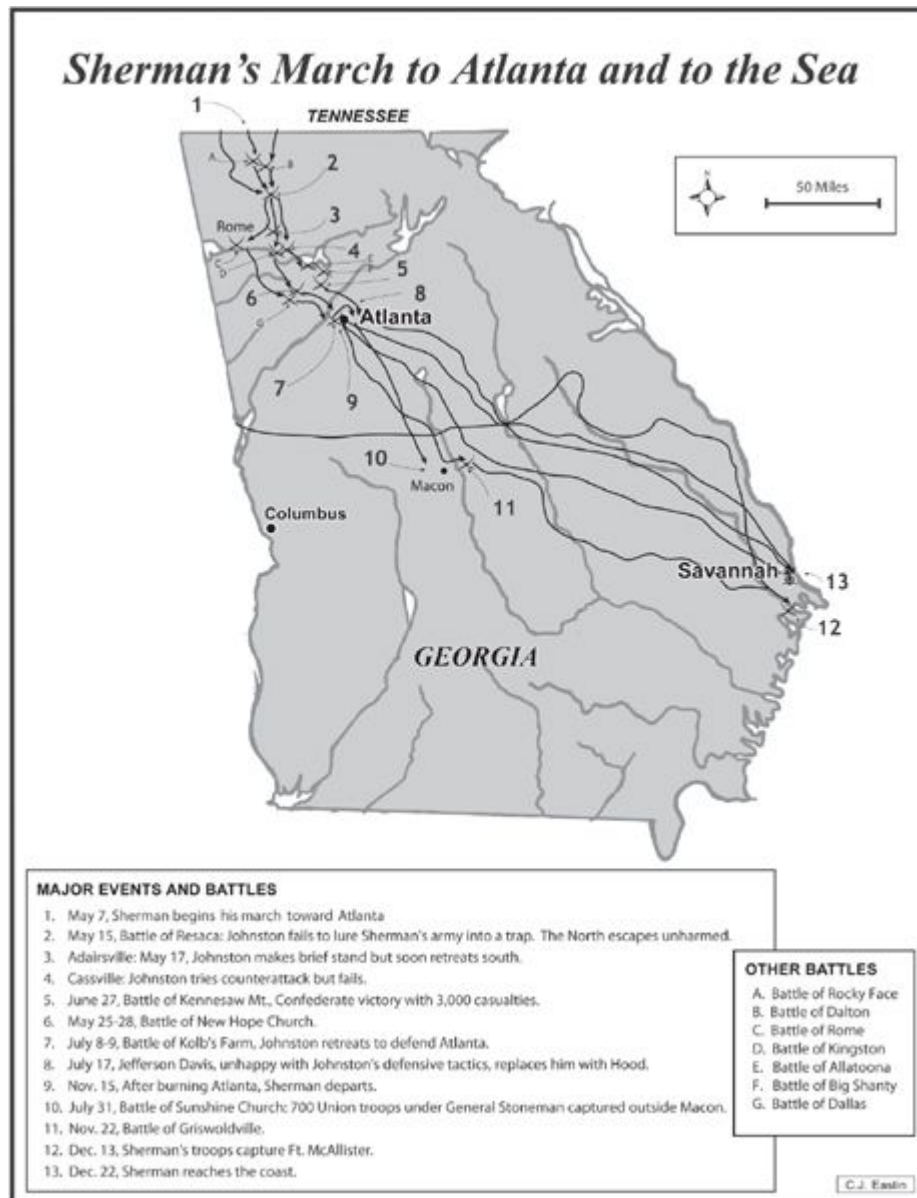 Sherman's March to Atlanta and to the Sea
1
TENNESSEE
A
B
2
N
50 Miles
Rome
3
C
D
4
E
F
5
6
8
G
Atlanta
7
9
10
Macon
11
Columbus
Savannah
13
12
GEORGIA
MAJOR EVENTS AND BATTLES
1. May 7, Sherman begins his march toward Atlanta
2. May 15, Battle of Resaca: Johnston fails to lure Sherman's army into a trap. The North escapes unharmed.
3. Adairsville: May 17, Johnston makes brief stand but soon retreats south.
4. Cassville: Johnston tries counterattack but fails.
5. June 27, Battle of Kennesaw Mt., Confederate victory with 3,000 casualties.
6. May 25-28, Battle of New Hope Church.
7. July 8-9, Battle of Kolb's Farm, Johnston retreats to defend Atlanta.
8. July 17, Jefferson Davis, unhappy with Johnston's defensive tactics, replaces him with Hood.
9. Nov. 15, After burning Atlanta, Sherman departs.
10. July 31, Battle of Sunshine Church: 700 Union troops under General Stoneman captured outside Macon.
11. Nov. 22, Battle of Griswoldville.
12. Dec. 13, Sherman's troops capture Ft. McAllister.
13. Dec. 22, Sherman reaches the coast.
OTHER BATTLES
A. Battle of Rocky Face
B. Battle of Dalton
C. Battle of Rome
D. Battle of Kingston
E. Battle of Allatoona
F. Battle of Big Shanty
G. Battle of Dallas
C.J. Eastin